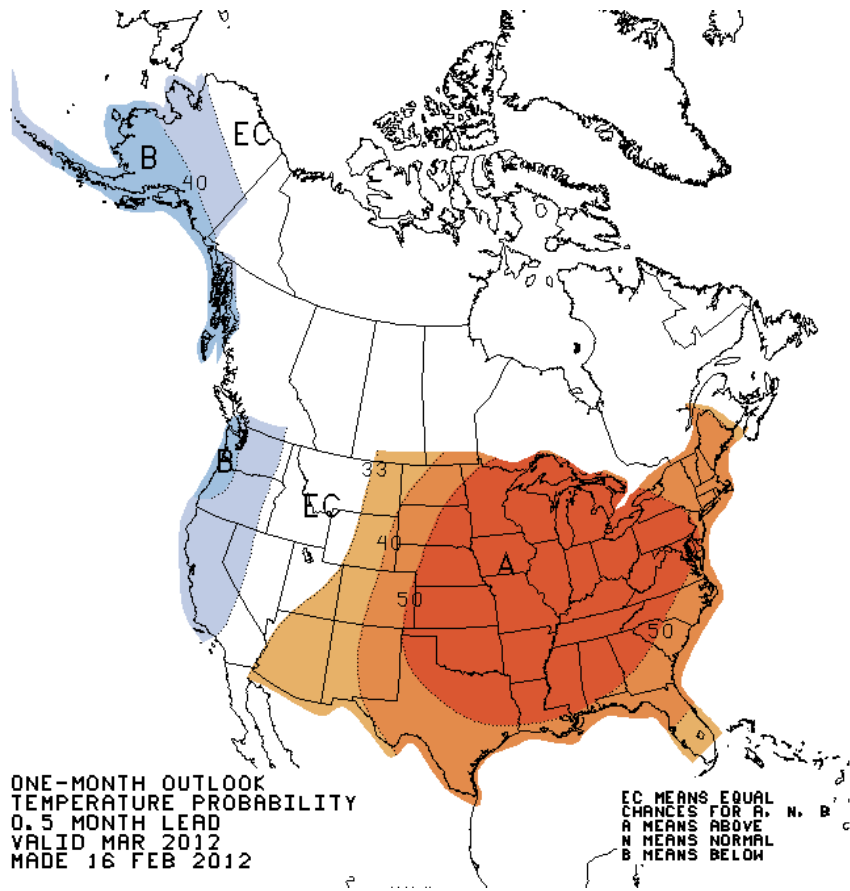 EC
B
40
B
33
EC
40
A
50
50
ONE-MONTH OUTLOOK
TEMPERATURE PROBABILITY
0.5 MONTH LEAD
VALID MAR 2012
MADE 16 FEB 2012
EC MEANS EQUAL
CHANCES FOR A, N, B
A MEANS ABOVE
N MEANS NORMAL
B MEANS BELOW